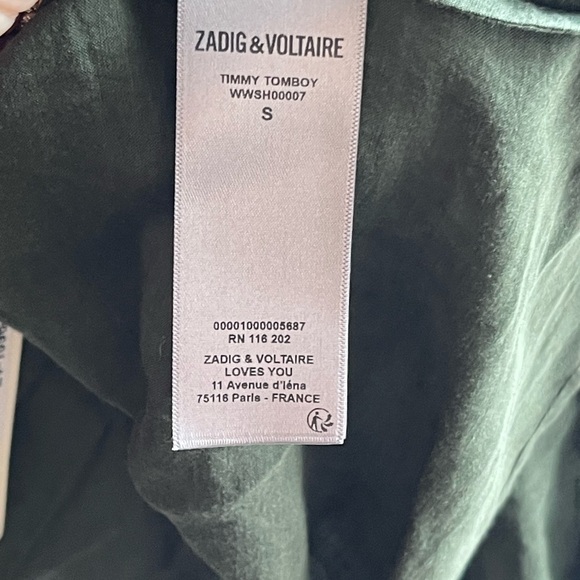 ZADIG&VOLTAIRE
TIMMY TOMBOY
WWSH00007
S
00001000005687
RN 116 202
ZADIG & VOLTAIRE
LOVES YOU
11 Avenue d'Iéna
75116 Paris - FRANCE